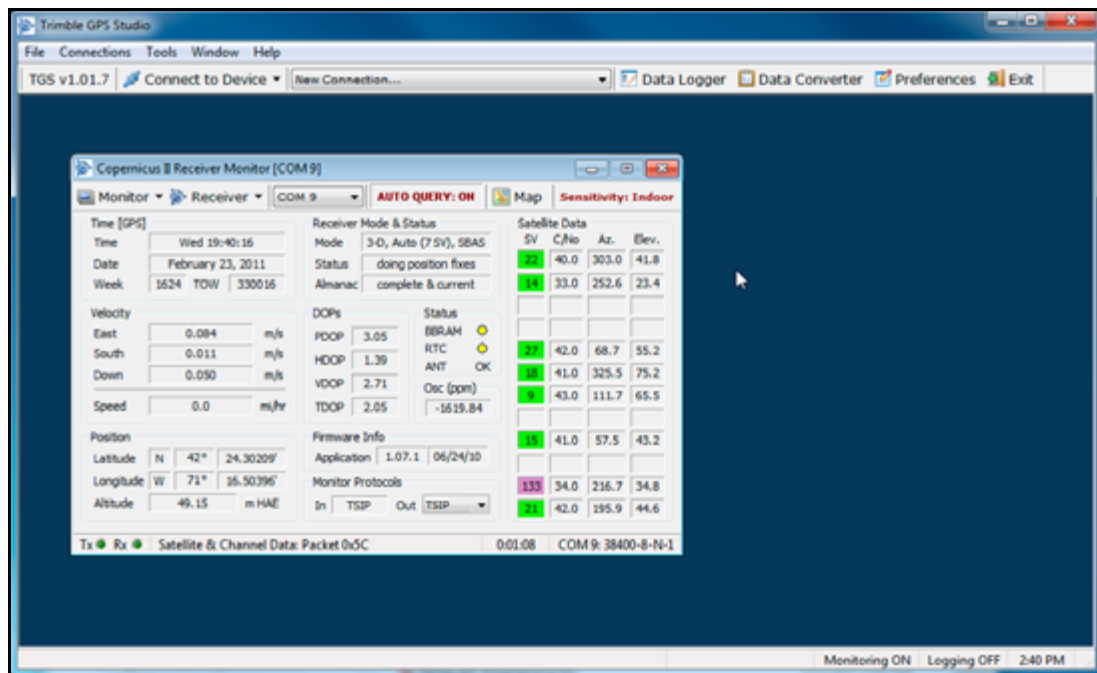 Trimble GPS Studio
File Connections Tools Window Help
TGS v1.01.7 Connect to Device New Connection... Data Logger Data Converter Preferences Exit
Copernicus II Receiver Monitor [COM 9]
Monitor Receiver COM 9 AUTO QUERY: ON Map Sensitivity: Indoor
Time [GPS]
Time Wed 19:40:16
Date February 23, 2011
Week 1624 TOW 330016
Receiver Mode & Status
Mode 3-D, Auto (7 SV), SBAS
Status doing position fixes
Almanac complete & current
Velocity
East 0.084 m/s
South 0.011 m/s
Down 0.050 m/s
Speed 0.0 mi/hr
DOPs
PDOP 3.05
HDOP 1.39
VDOP 2.71
TDOP 2.05
Status
BBRAM
RTC
ANT OK
Osc (ppm)
-1619.84
Position
Latitude N 42° 24.30209'
Longitude W 71° 16.50396'
Altitude 49.15 m HAE
Firmware Info
Application 1.07.1 06/24/10
Monitor Protocols
In TSIP Out TSIP
Satellite Data
SV C/No Az. Elev.
22 40.0 303.0 41.8
14 33.0 252.6 23.4
27 42.0 68.7 55.2
18 41.0 325.5 75.2
9 43.0 111.7 65.5
15 41.0 57.5 43.2
133 34.0 216.7 34.8
21 42.0 195.9 44.6
Tx Rx Satellite & Channel Data: Packet 0x5C 0:01:08 COM 9: 38400-8-N-1
Monitoring ON Logging OFF 2:40 PM